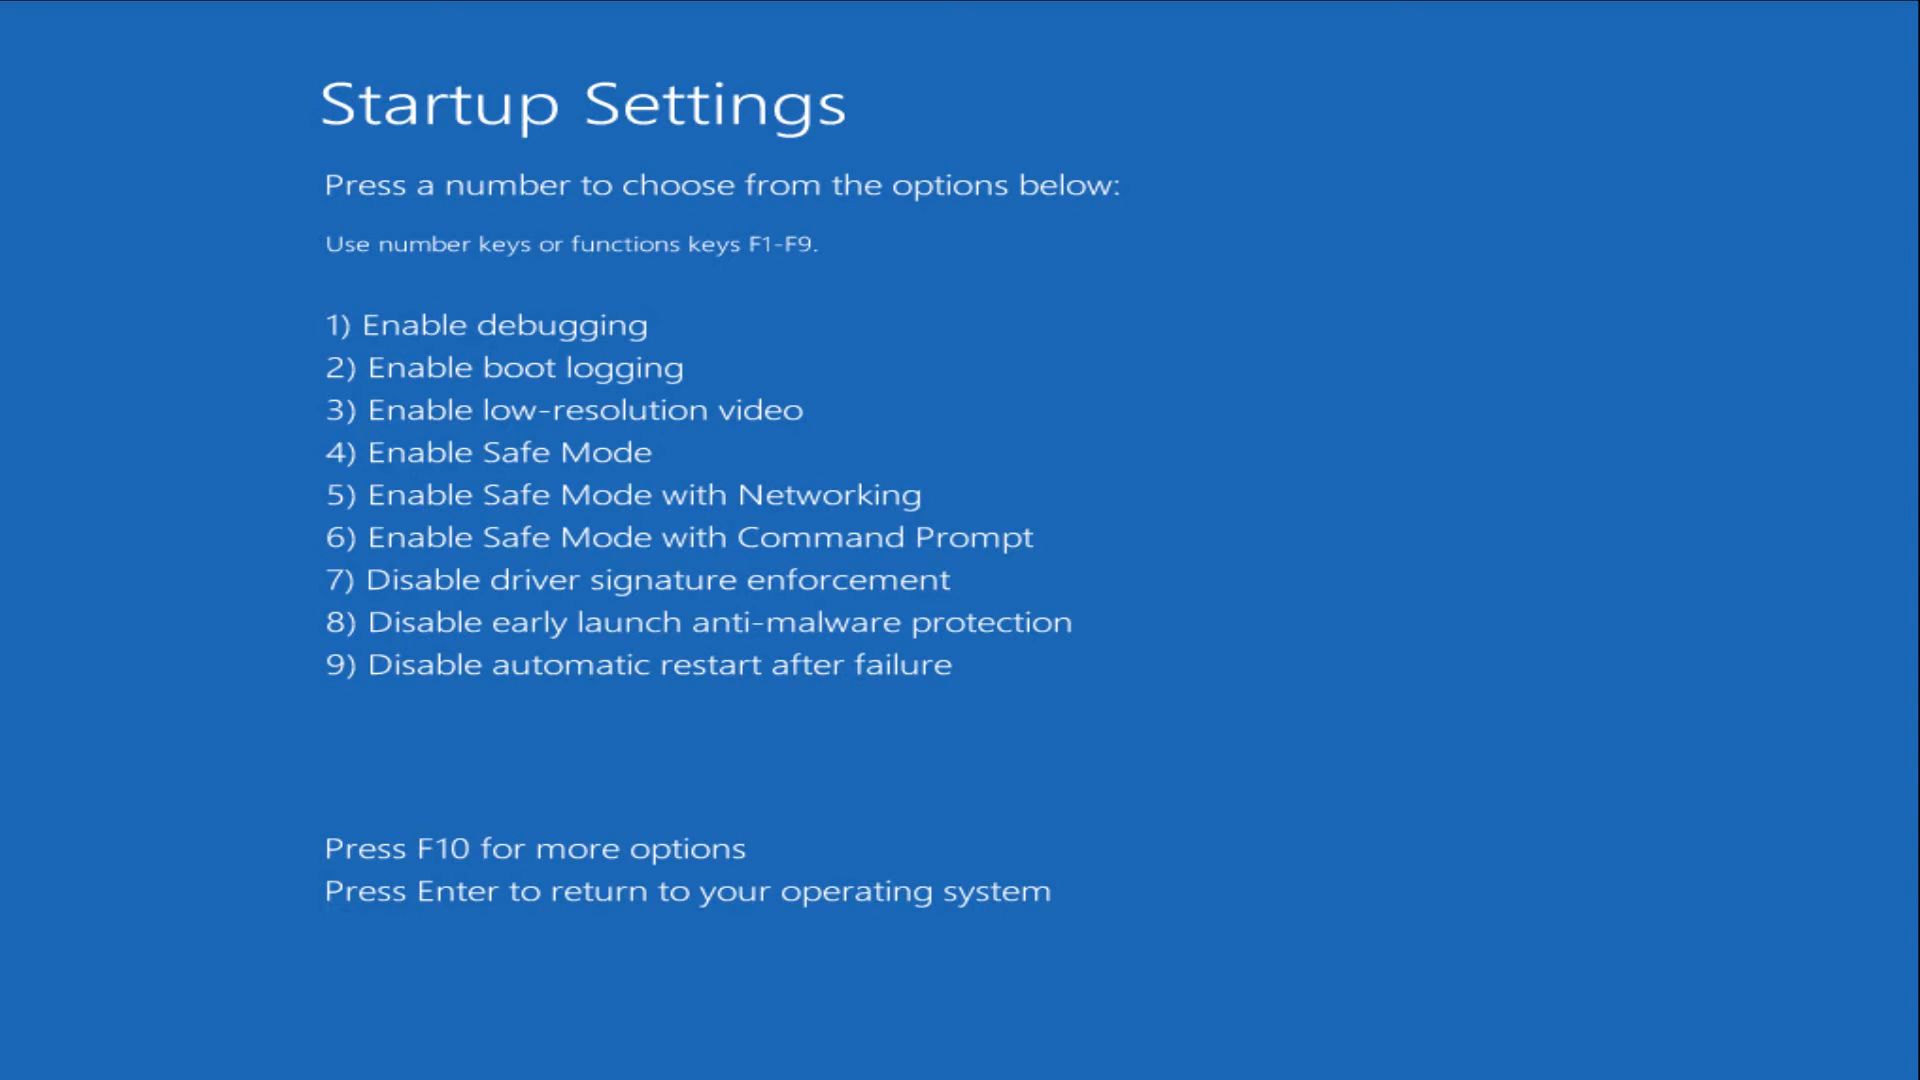 Startup Settings
Press a number to choose from the options below:
Use number keys or functions keys F1-F9.
1) Enable debugging
2) Enable boot logging
3) Enable low-resolution video
4) Enable Safe Mode
5) Enable Safe Mode with Networking
6) Enable Safe Mode with Command Prompt
7) Disable driver signature enforcement
8) Disable early launch anti-malware protection
9) Disable automatic restart after failure
Press F10 for more options
Press Enter to return to your operating system